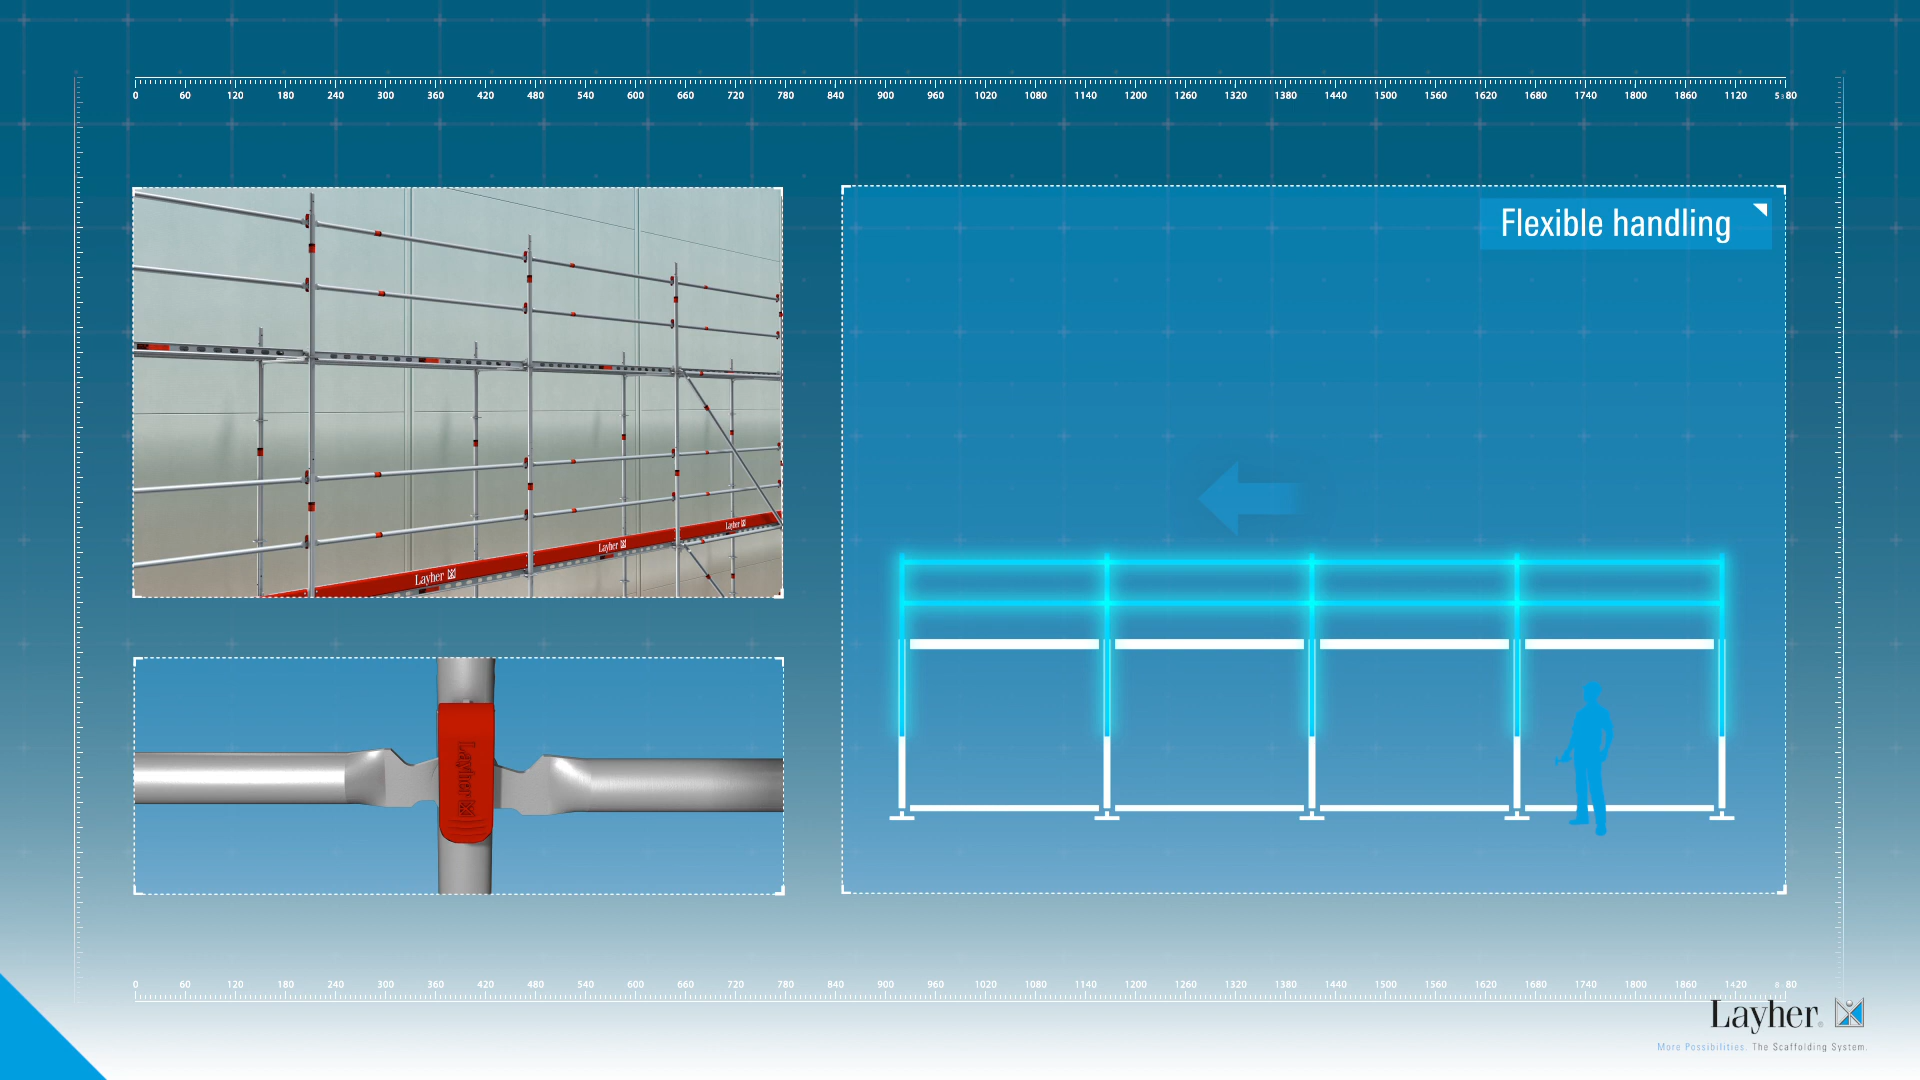 0 60 120 180 240 300 360 420 480 540 600 660 720 780 840 900 960 1020 1080 1140 1200 1260 1320 1380 1440 1500 1560 1620 1680 1740 1800 1860 1120 80
Flexible handling
Layher
Layher
Layher
Layher
0 60 120 180 240 300 360 420 480 540 600 660 720 780 840 900 960 1020 1080 1140 1200 1260 1320 1380 1440 1500 1560 1620 1680 1740 1800 1860 1420 80
Layher®
More Possibilities. The Scaffolding System.